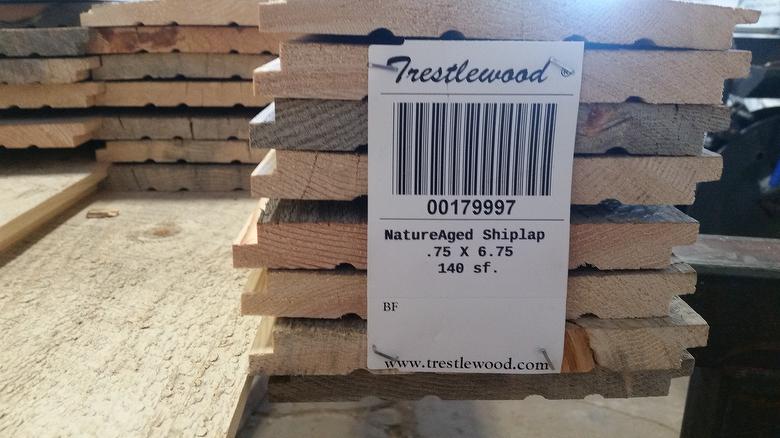 Trestlewood®
00179997
NatureAged Shiplap
.75 X 6.75
140 sf.
BF
www.trestlewood.com